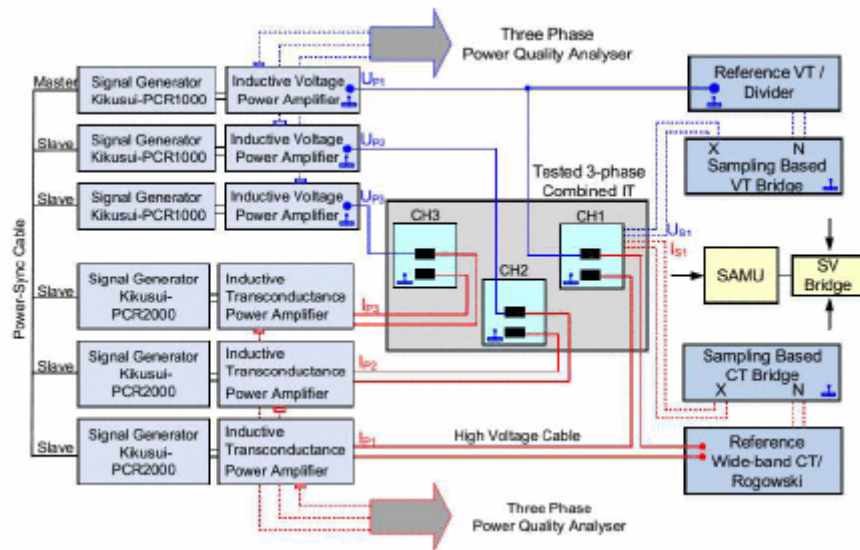 Three Phase
Power Quality Analyser
Master
Signal Generator
Kikusui-PCR1000
Inductive Voltage
Power Amplifier
UP1
Reference VT /
Divider
Slave
Signal Generator
Kikusui-PCR1000
Inductive Voltage
Power Amplifier
UP2
X N
Sampling Based
VT Bridge
Slave
Signal Generator
Kikusui-PCR1000
Inductive Voltage
Power Amplifier
UP3
Tested 3-phase
Combined IT
CH3
CH1
US1
IS1
CH2
SAMU
SV
Bridge
Power-Sync Cable
Slave
Signal Generator
Kikusui-
PCR2000
Inductive
Transconductance
Power Amplifier
IP3
Slave
Signal Generator
Kikusui-
PCR2000
Inductive
Transconductance
Power Amplifier
IP2
Sampling Based
CT Bridge
X N
Slave
Signal Generator
Kikusui-
PCR2000
Inductive
Transconductance
Power Amplifier
IP1
High Voltage Cable
Reference
Wide-band CT/
Rogowski
Three Phase
Power Quality Analyser